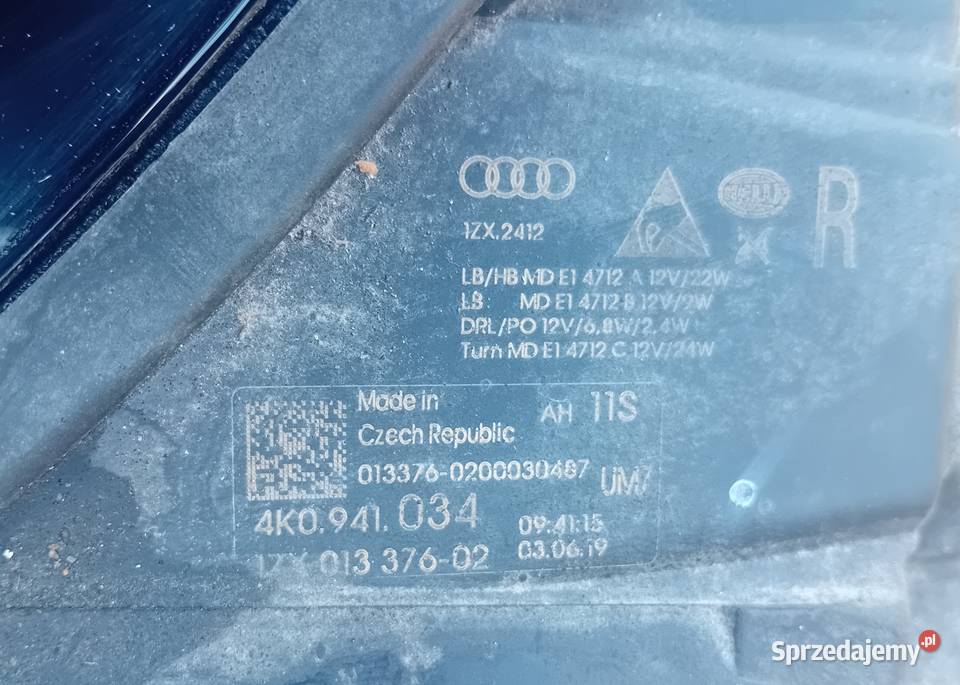 1ZX.2412
HELLA
R
LB/HB MD E1 4712 A 12V/22W
LB: MD E1 4712 B 12V/9W
DRL/PO 12V/6,8W/2,4W
Turn MD E1 4712 C 12V/24W
Made in
Czech Republic
AH 11S
013376-0200030487
UM7
4K0.941.034
09:41:15
1ZX 013 376-02
03.06.19
Sprzedajemy.pl